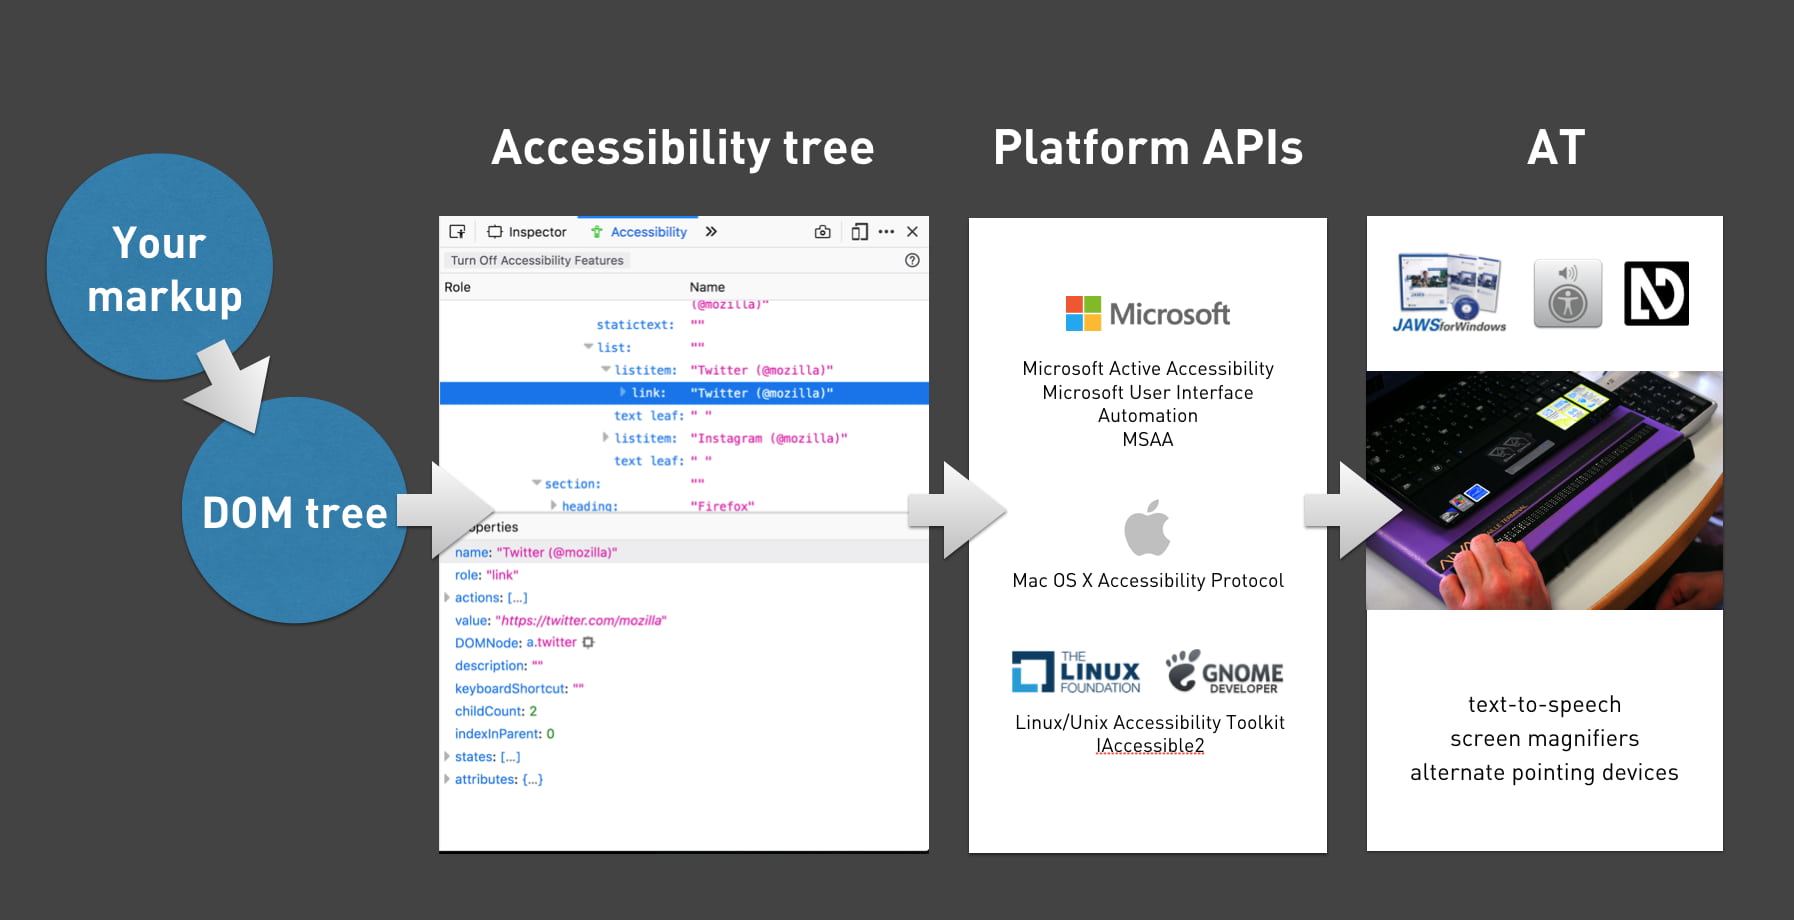 Your
markup
DOM tree
Accessibility tree
Inspector
Accessibility
Turn Off Accessibility Features
Role Name
(@mozilla)"
statictext: ""
list: ""
listitem: "Twitter (@mozilla)"
link: "Twitter (@mozilla)"
text leaf: " "
listitem: "Instagram (@mozilla)"
text leaf: " "
section: ""
heading: "Firefox"
operties
name: "Twitter (@mozilla)"
role: "link"
actions: […]
value: "https://twitter.com/mozilla"
DOMNode: a.twitter
description: ""
keyboardShortcut: ""
childCount: 2
indexInParent: 0
states: […]
attributes: {…}
Platform APIs
Microsoft
Microsoft Active Accessibility
Microsoft User Interface
Automation
MSAA
Mac OS X Accessibility Protocol
THE
LINUX
FOUNDATION
GNOME
DEVELOPER
Linux/Unix Accessibility Toolkit
IAccessible2
AT
JAWSforWindows
text-to-speech
screen magnifiers
alternate pointing devices